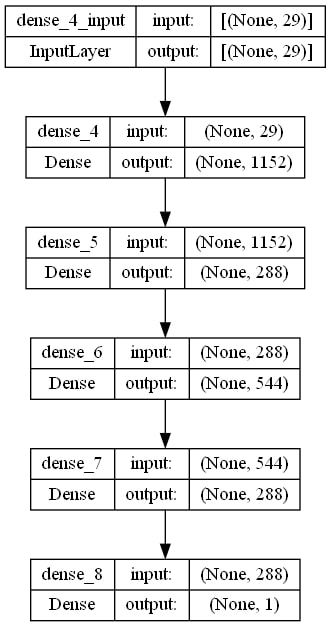 dense_4_input input: [(None, 29)]
InputLayer output: [(None, 29)]
dense_4 input: (None, 29)
Dense output: (None, 1152)
dense_5 input: (None, 1152)
Dense output: (None, 288)
dense_6 input: (None, 288)
Dense output: (None, 544)
dense_7 input: (None, 544)
Dense output: (None, 288)
dense_8 input: (None, 288)
Dense output: (None, 1)